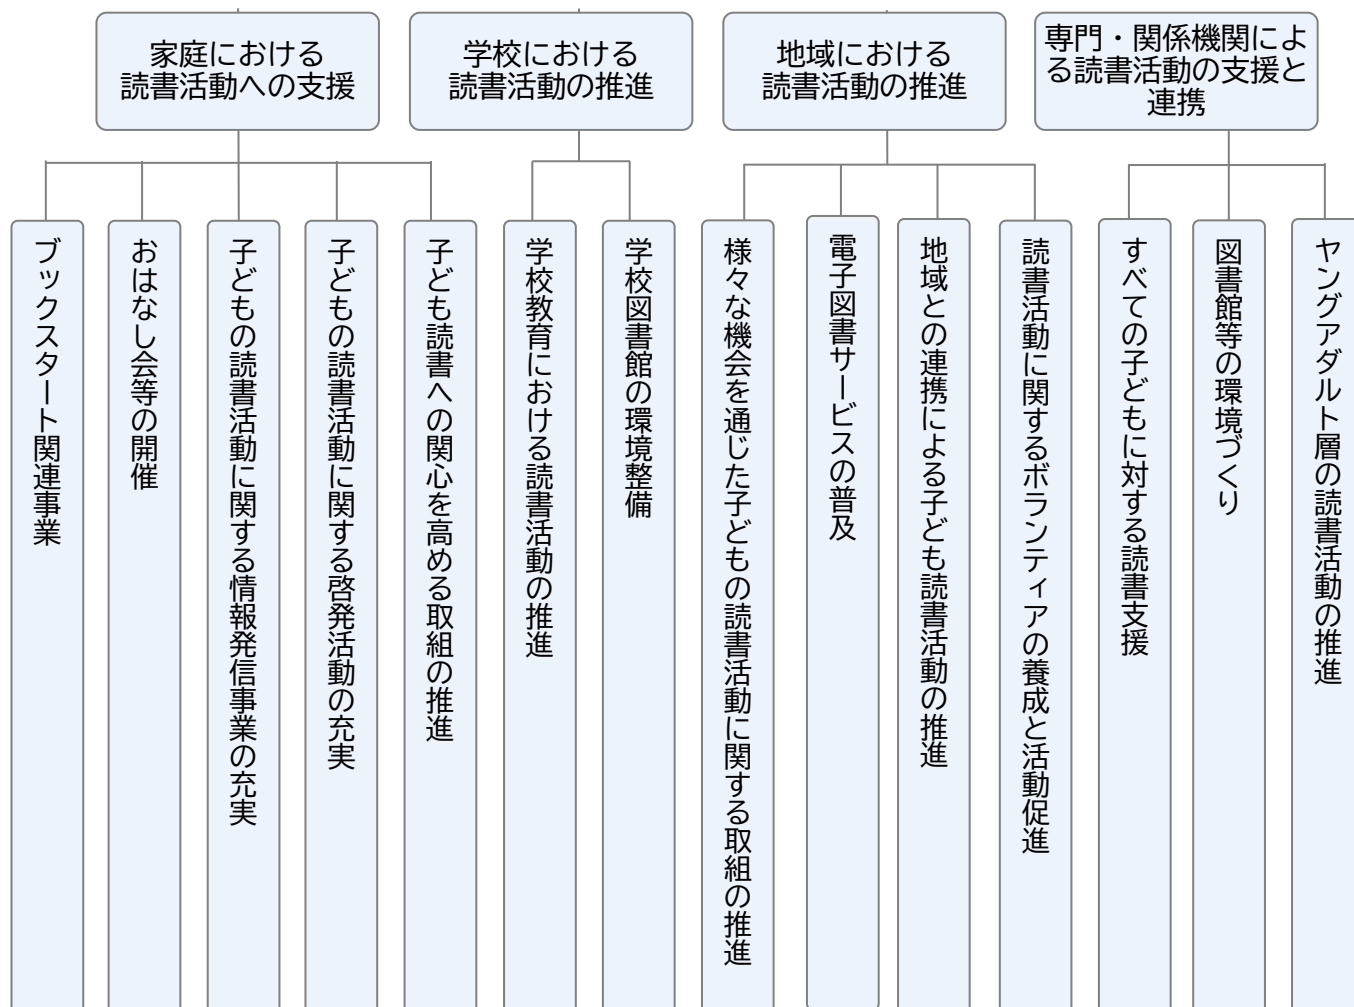 家庭における
読書活動への支援
学校における
読書活動の推進
地域における
読書活動の推進
専門・関係機関によ
る読書活動の支援と
連携
ブックスタート関連事業
おはなし会等の開催
子どもの読書活動に関する情報発信事業の充実
子どもの読書活動に関する啓発活動の充実
子ども読書への関心を高める取組の推進
学校教育における読書活動の推進
学校図書館の環境整備
様々な機会を通じた子どもの読書活動に関する取組の推進
電子図書サービスの普及
地域との連携による子ども読書活動の推進
読書活動に関するボランティアの養成と活動促進
すべての子どもに対する読書支援
図書館等の環境づくり
ヤングアダルト層の読書活動の推進